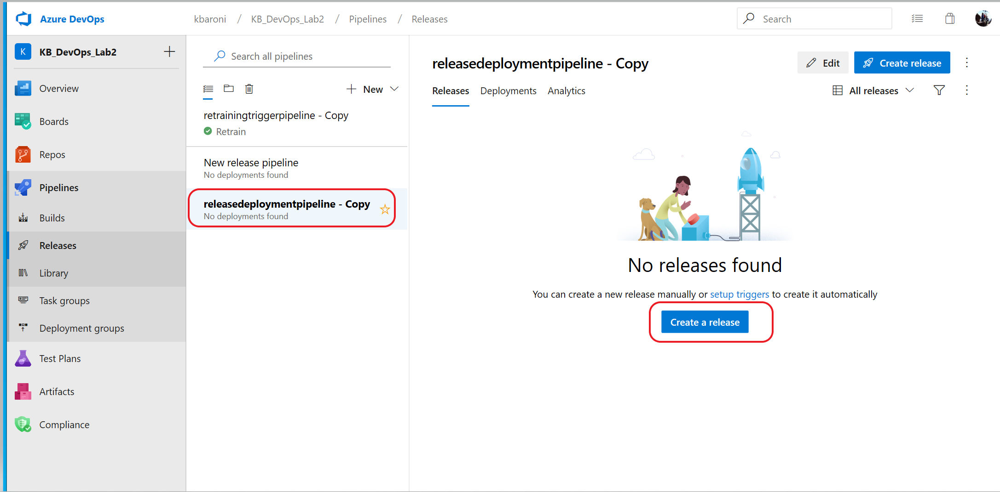 Azure DevOps
kbaroni / KB_DevOps_Lab2 / Pipelines / Releases
Search
K KB_DevOps_Lab2
Overview
Boards
Repos
Pipelines
Builds
Releases
Library
Task groups
Deployment groups
Test Plans
Artifacts
Compliance
Search all pipelines
New
retrainingtriggerpipeline - Copy
Retrain
New release pipeline
No deployments found
releasedeploymentpipeline - Copy
No deployments found
releasedeploymentpipeline - Copy
Edit
Create release
Releases Deployments Analytics
All releases
No releases found
You can create a new release manually or setup triggers to create it automatically
Create a release